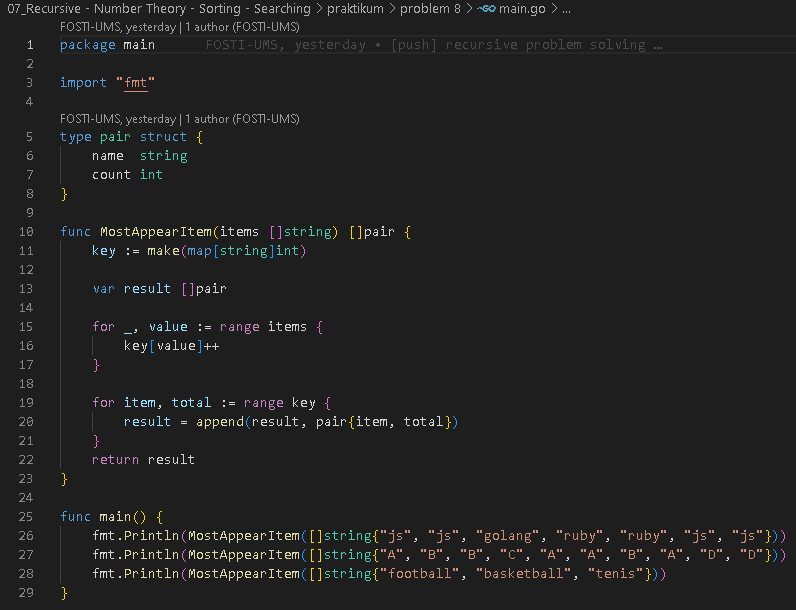 07_Recursive - Number Theory - Sorting - Searching > praktikum > problem 8 > main.go > ...
FOSTI-UMS, yesterday | 1 author (FOSTI-UMS)
1 package main FOSTI-UMS, yesterday • [push] recursive problem solving …
2
3 import "fmt"
4
FOSTI-UMS, yesterday | 1 author (FOSTI-UMS)
5 type pair struct {
6 name  string
7 count int
8 }
9
10 func MostAppearItem(items []string) []pair {
11 key := make(map[string]int)
12
13 var result []pair
14
15 for _, value := range items {
16 key[value]++
17 }
18
19 for item, total := range key {
20 result = append(result, pair{item, total})
21 }
22 return result
23 }
24
25 func main() {
26 fmt.Println(MostAppearItem([]string{"js", "js", "golang", "ruby", "ruby", "js", "js"}))
27 fmt.Println(MostAppearItem([]string{"A", "B", "B", "C", "A", "A", "B", "A", "D", "D"}))
28 fmt.Println(MostAppearItem([]string{"football", "basketball", "tenis"}))
29 }